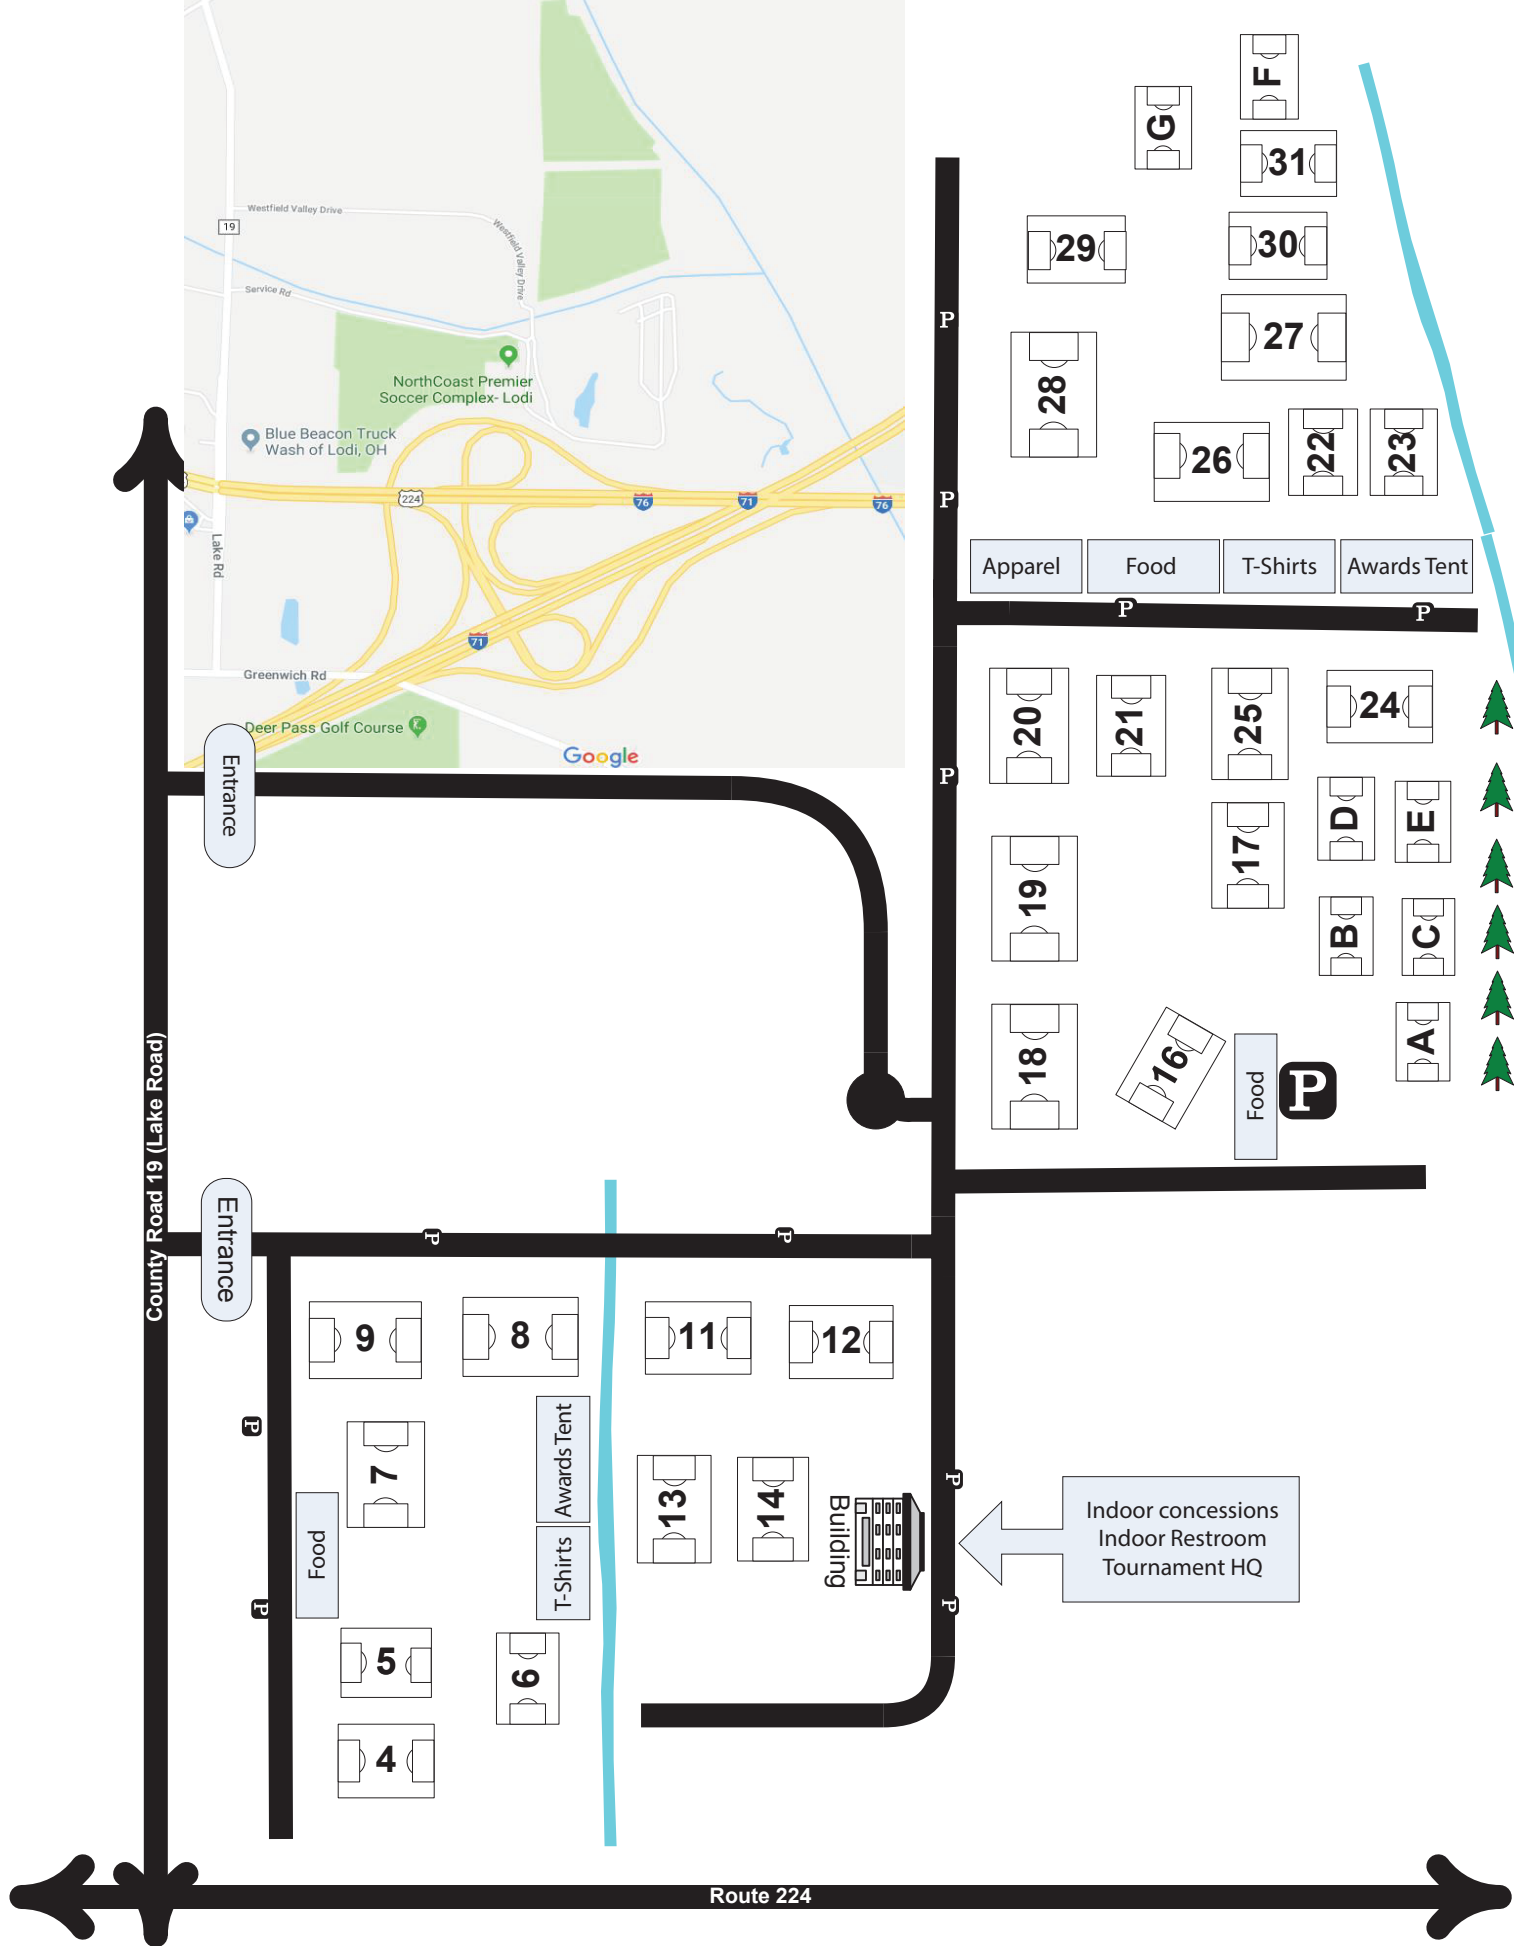 F
G
31
Westfield Valley Drive
19
Westfield Valley Drive
29
30
Service Rd
P
27
NorthCoast Premier
Soccer Complex- Lodi
28
Blue Beacon Truck
Wash of Lodi, OH
26
22
23
224
76
71
76
P
Lake Rd
Apparel
Food
T-Shirts
Awards Tent
P
P
71
Greenwich Rd
Deer Pass Golf Course
Google
20
21
25
24
Entrance
P
D
E
17
19
B
C
County Road 19 (Lake Road)
18
16
Food
P
A
Entrance
P
P
9
8
11
12
P
7
Awards Tent
13
14
Building
P
Indoor concessions
Indoor Restroom
Tournament HQ
Food
T-Shirts
P
P
5
6
4
Route 224